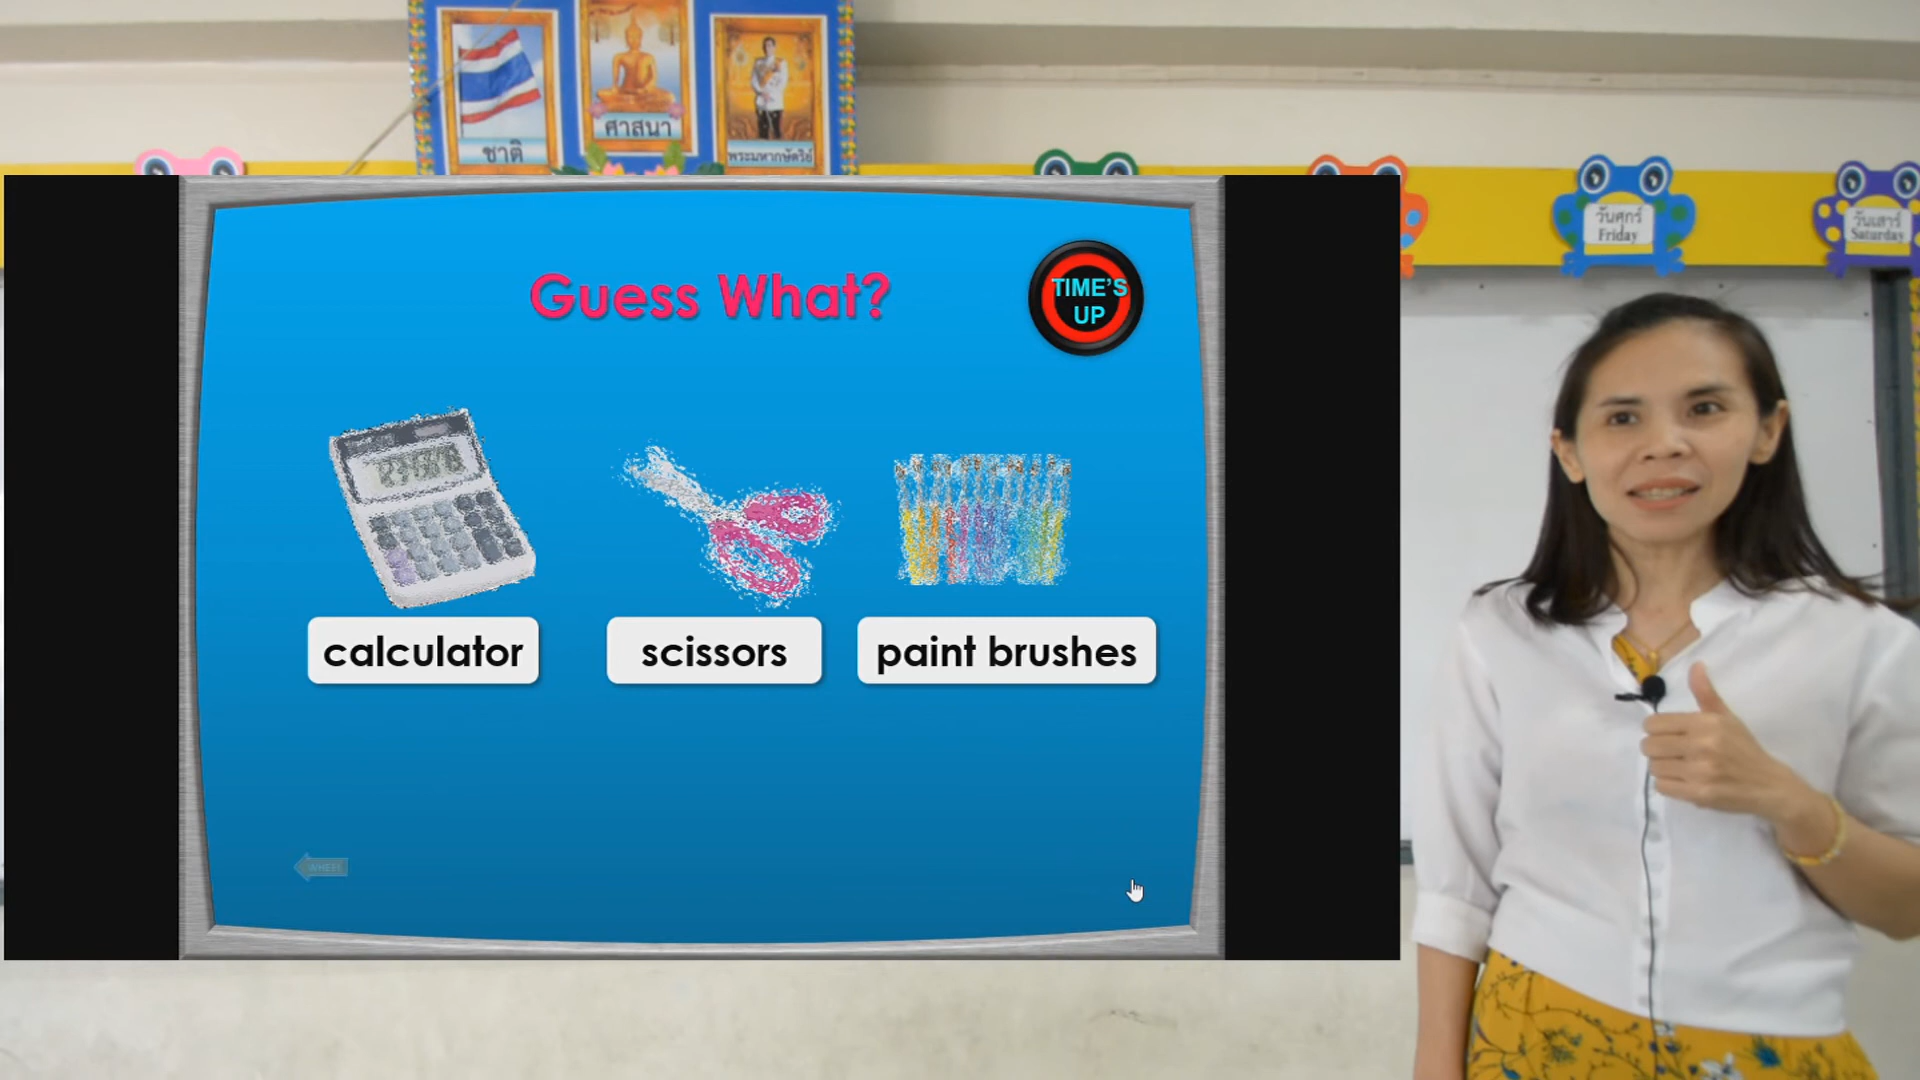 ชาติ
ศาสนา
พระมหากษัตริย์
วันศุกร์
Friday
วันเสาร์
Saturday
Guess What?
TIME'S
UP
calculator
scissors
paint brushes
WHEEL